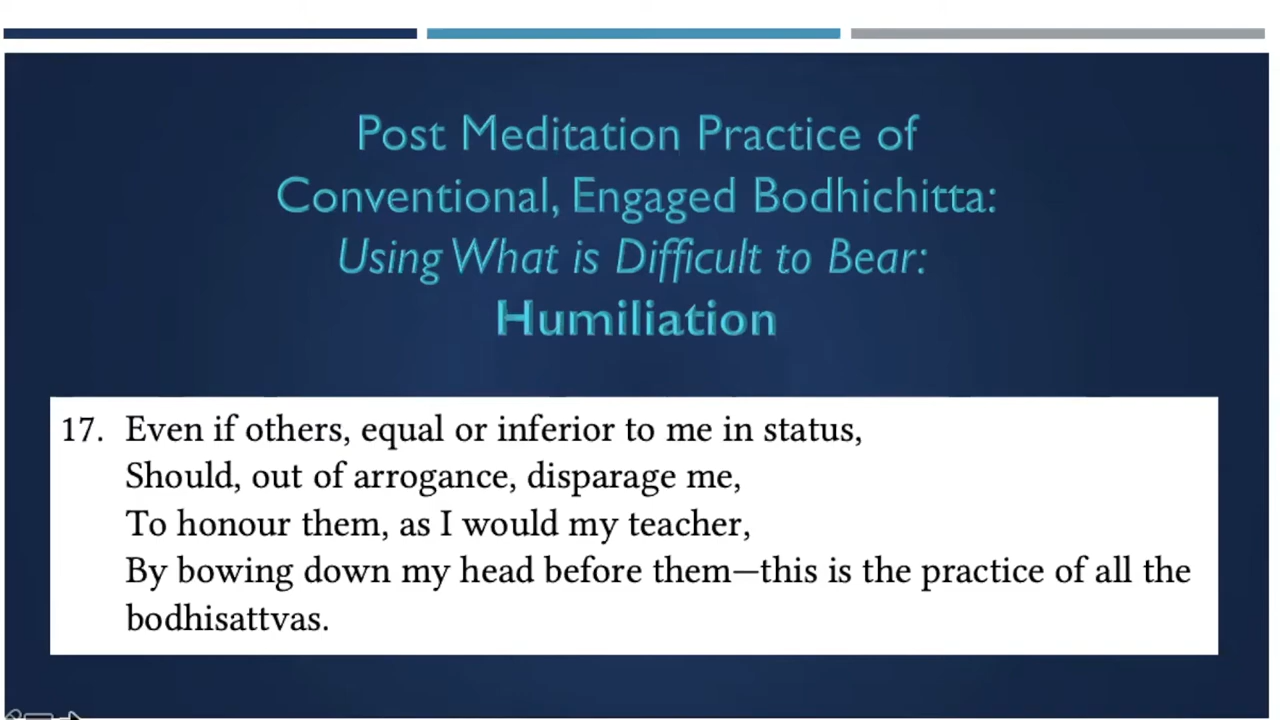 Post Meditation Practice of
Conventional, Engaged Bodhichitta:
Using What is Difficult to Bear:
Humiliation
17. Even if others, equal or inferior to me in status,
Should, out of arrogance, disparage me,
To honour them, as I would my teacher,
By bowing down my head before them—this is the practice of all the
bodhisattvas.